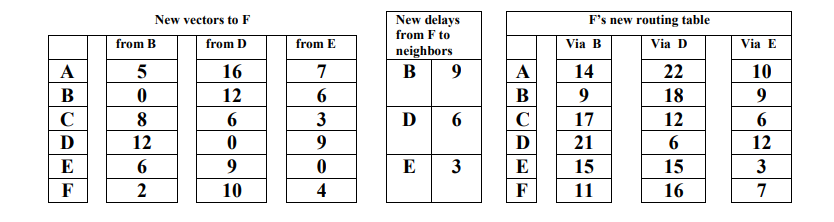 New vectors to F New delays F's new routing table
from F to
neighbors
from B from D from E Via B Via D Via E
A 5 16 7 B 9 A 14 22 10
B 0 12 6 B 9 18 9
C 8 6 3 D 6 C 17 12 6
D 12 0 9 D 21 6 12
E 6 9 0 E 3 E 15 15 3
F 2 10 4 F 11 16 7